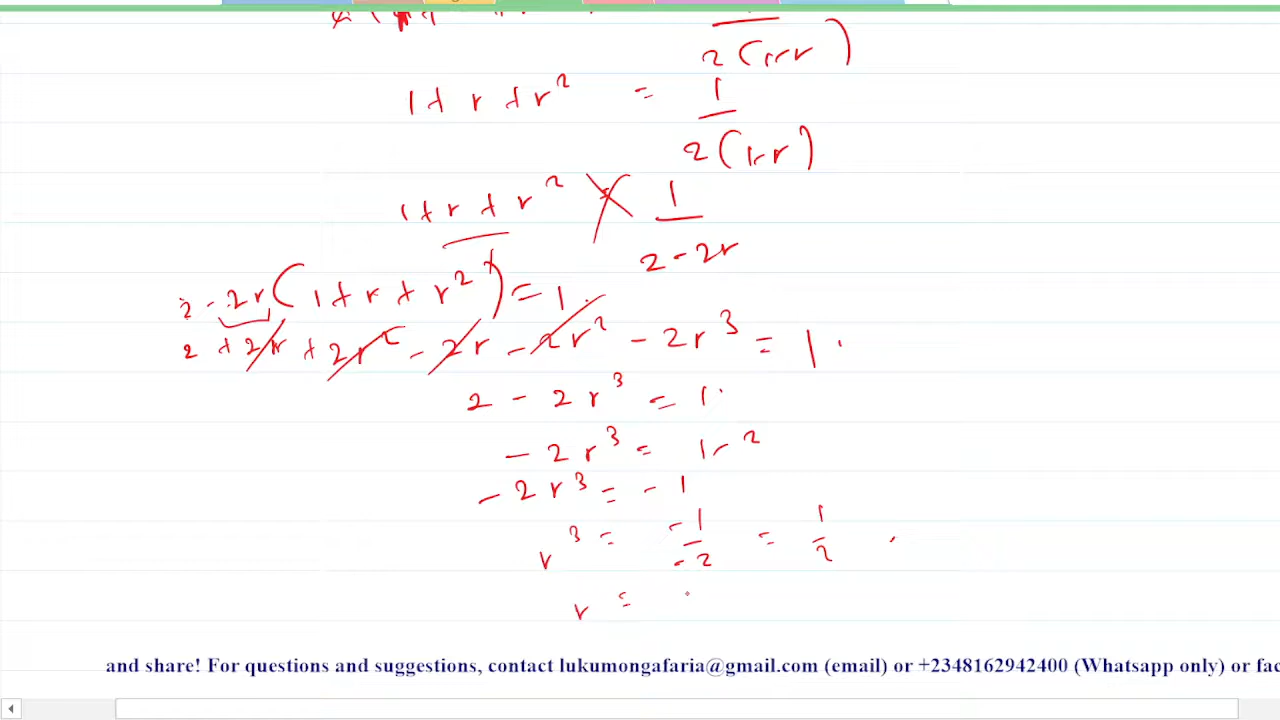 2(1-r)
1 + r + r² = 1
2(1-r)
1 + r + r² = 1
2 - 2r
2 - 2r(1 + r + r²) = 1.
2 + 2r + 2r² - 2r - 2r² - 2r³ = 1.
2 - 2r³ = 1.
-2r³ = 1 - 2
-2r³ = -1
r³ = -1/-2 = 1/2.
r =
and share! For questions and suggestions, contact lukumongafaria@gmail.com (email) or +2348162942400 (Whatsapp only) or fac